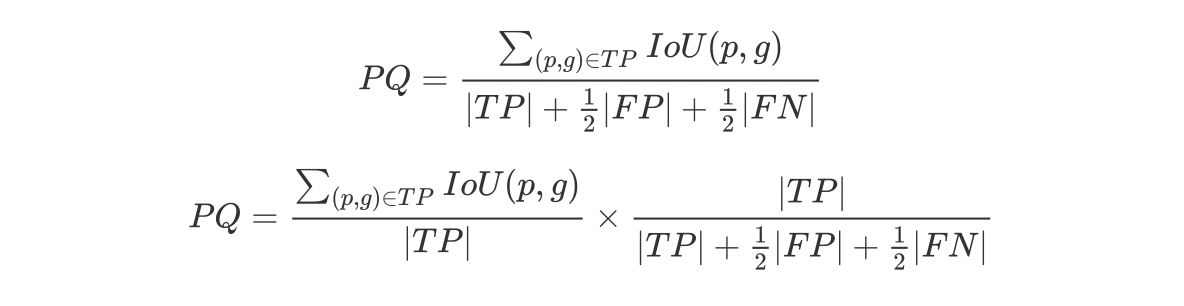 PQ = \frac{\sum_{(p,g) \in TP} IoU(p, g)}{|TP| + \frac{1}{2}|FP| + \frac{1}{2}|FN|}
PQ = \frac{\sum_{(p,g) \in TP} IoU(p, g)}{|TP|} \times \frac{|TP|}{|TP| + \frac{1}{2}|FP| + \frac{1}{2}|FN|}